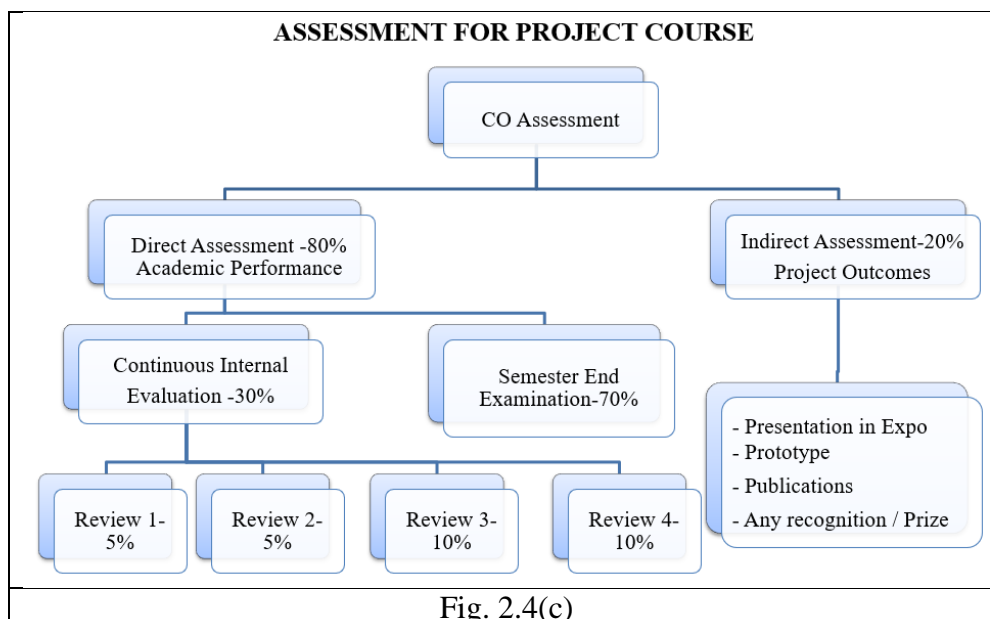 ASSESSMENT FOR PROJECT COURSE
CO Assessment
Direct Assessment -80%
Academic Performance
Indirect Assessment-20%
Project Outcomes
Continuous Internal
Evaluation -30%
Semester End
Examination-70%
- Presentation in Expo
- Prototype
- Publications
- Any recognition / Prize
Review 1-
5%
Review 2-
5%
Review 3-
10%
Review 4-
10%
Fig. 2.4(c)